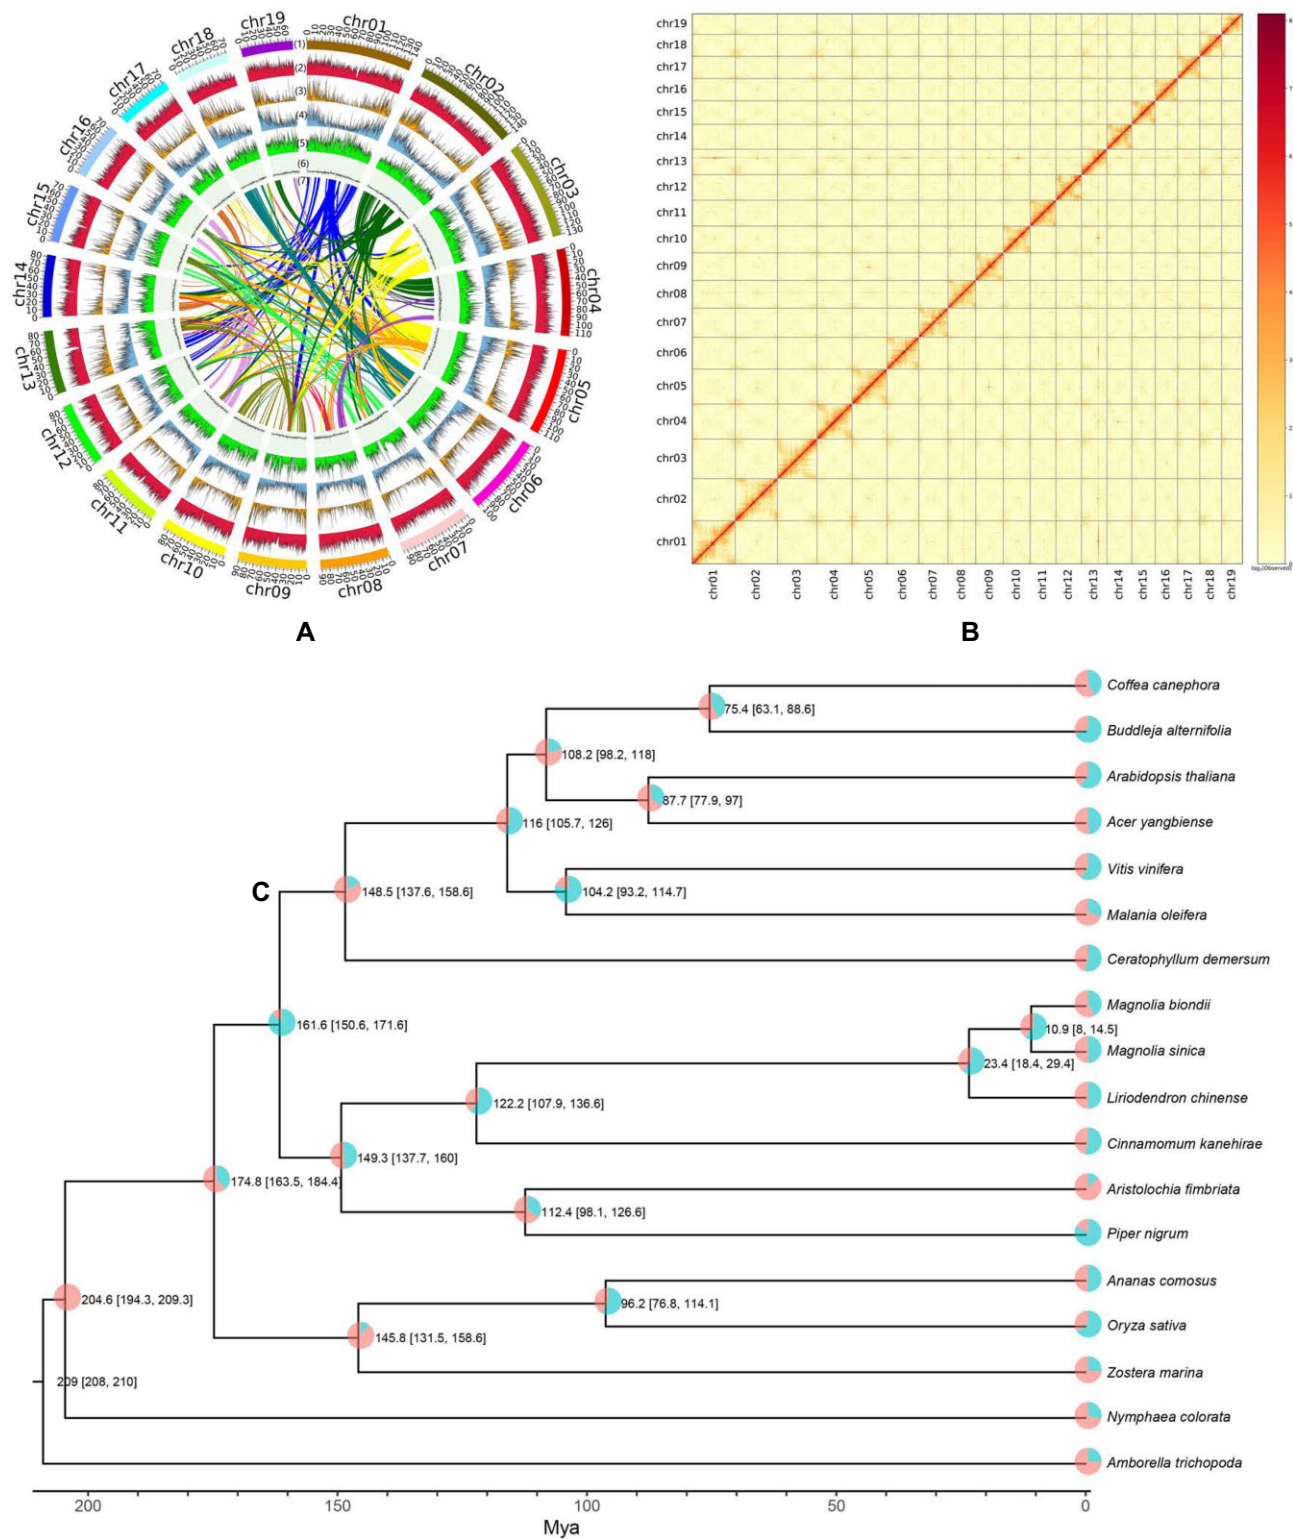 chr01
chr02
chr03
chr04
chr05
chr06
chr07
chr08
chr09
chr10
chr11
chr12
chr13
chr14
chr15
chr16
chr17
chr18
chr19
(1)
(2)
(3)
(4)
(5)
(6)
(7)
A
chr19
chr18
chr17
chr16
chr15
chr14
chr13
chr12
chr11
chr10
chr09
chr08
chr07
chr06
chr05
chr04
chr03
chr02
chr01
chr01 chr02 chr03 chr04 chr05 chr06 chr07 chr08 chr09 chr10 chr11 chr12 chr13 chr14 chr15 chr16 chr17 chr18 chr19
B
C
Coffea canephora
75.4 [63.1, 88.6]
Buddleja alternifolia
108.2 [98.2, 118]
Arabidopsis thaliana
87.7 [77.9, 97]
116 [105.7, 126]
Acer yangbiense
Vitis vinifera
148.5 [137.6, 158.6]
104.2 [93.2, 114.7]
Malania oleifera
Ceratophyllum demersum
Magnolia biondii
161.6 [150.6, 171.6]
10.9 [8, 14.5]
Magnolia sinica
23.4 [18.4, 29.4]
Liriodendron chinense
122.2 [107.9, 136.6]
Cinnamomum kanehirae
149.3 [137.7, 160]
174.8 [163.5, 184.4]
Aristolochia fimbriata
112.4 [98.1, 126.6]
Piper nigrum
Ananas comosus
204.6 [194.3, 209.3]
96.2 [76.8, 114.1]
Oryza sativa
145.8 [131.5, 158.6]
Zostera marina
209 [208, 210]
Nymphaea colorata
Amborella trichopoda
200 150 100 50 0
Mya